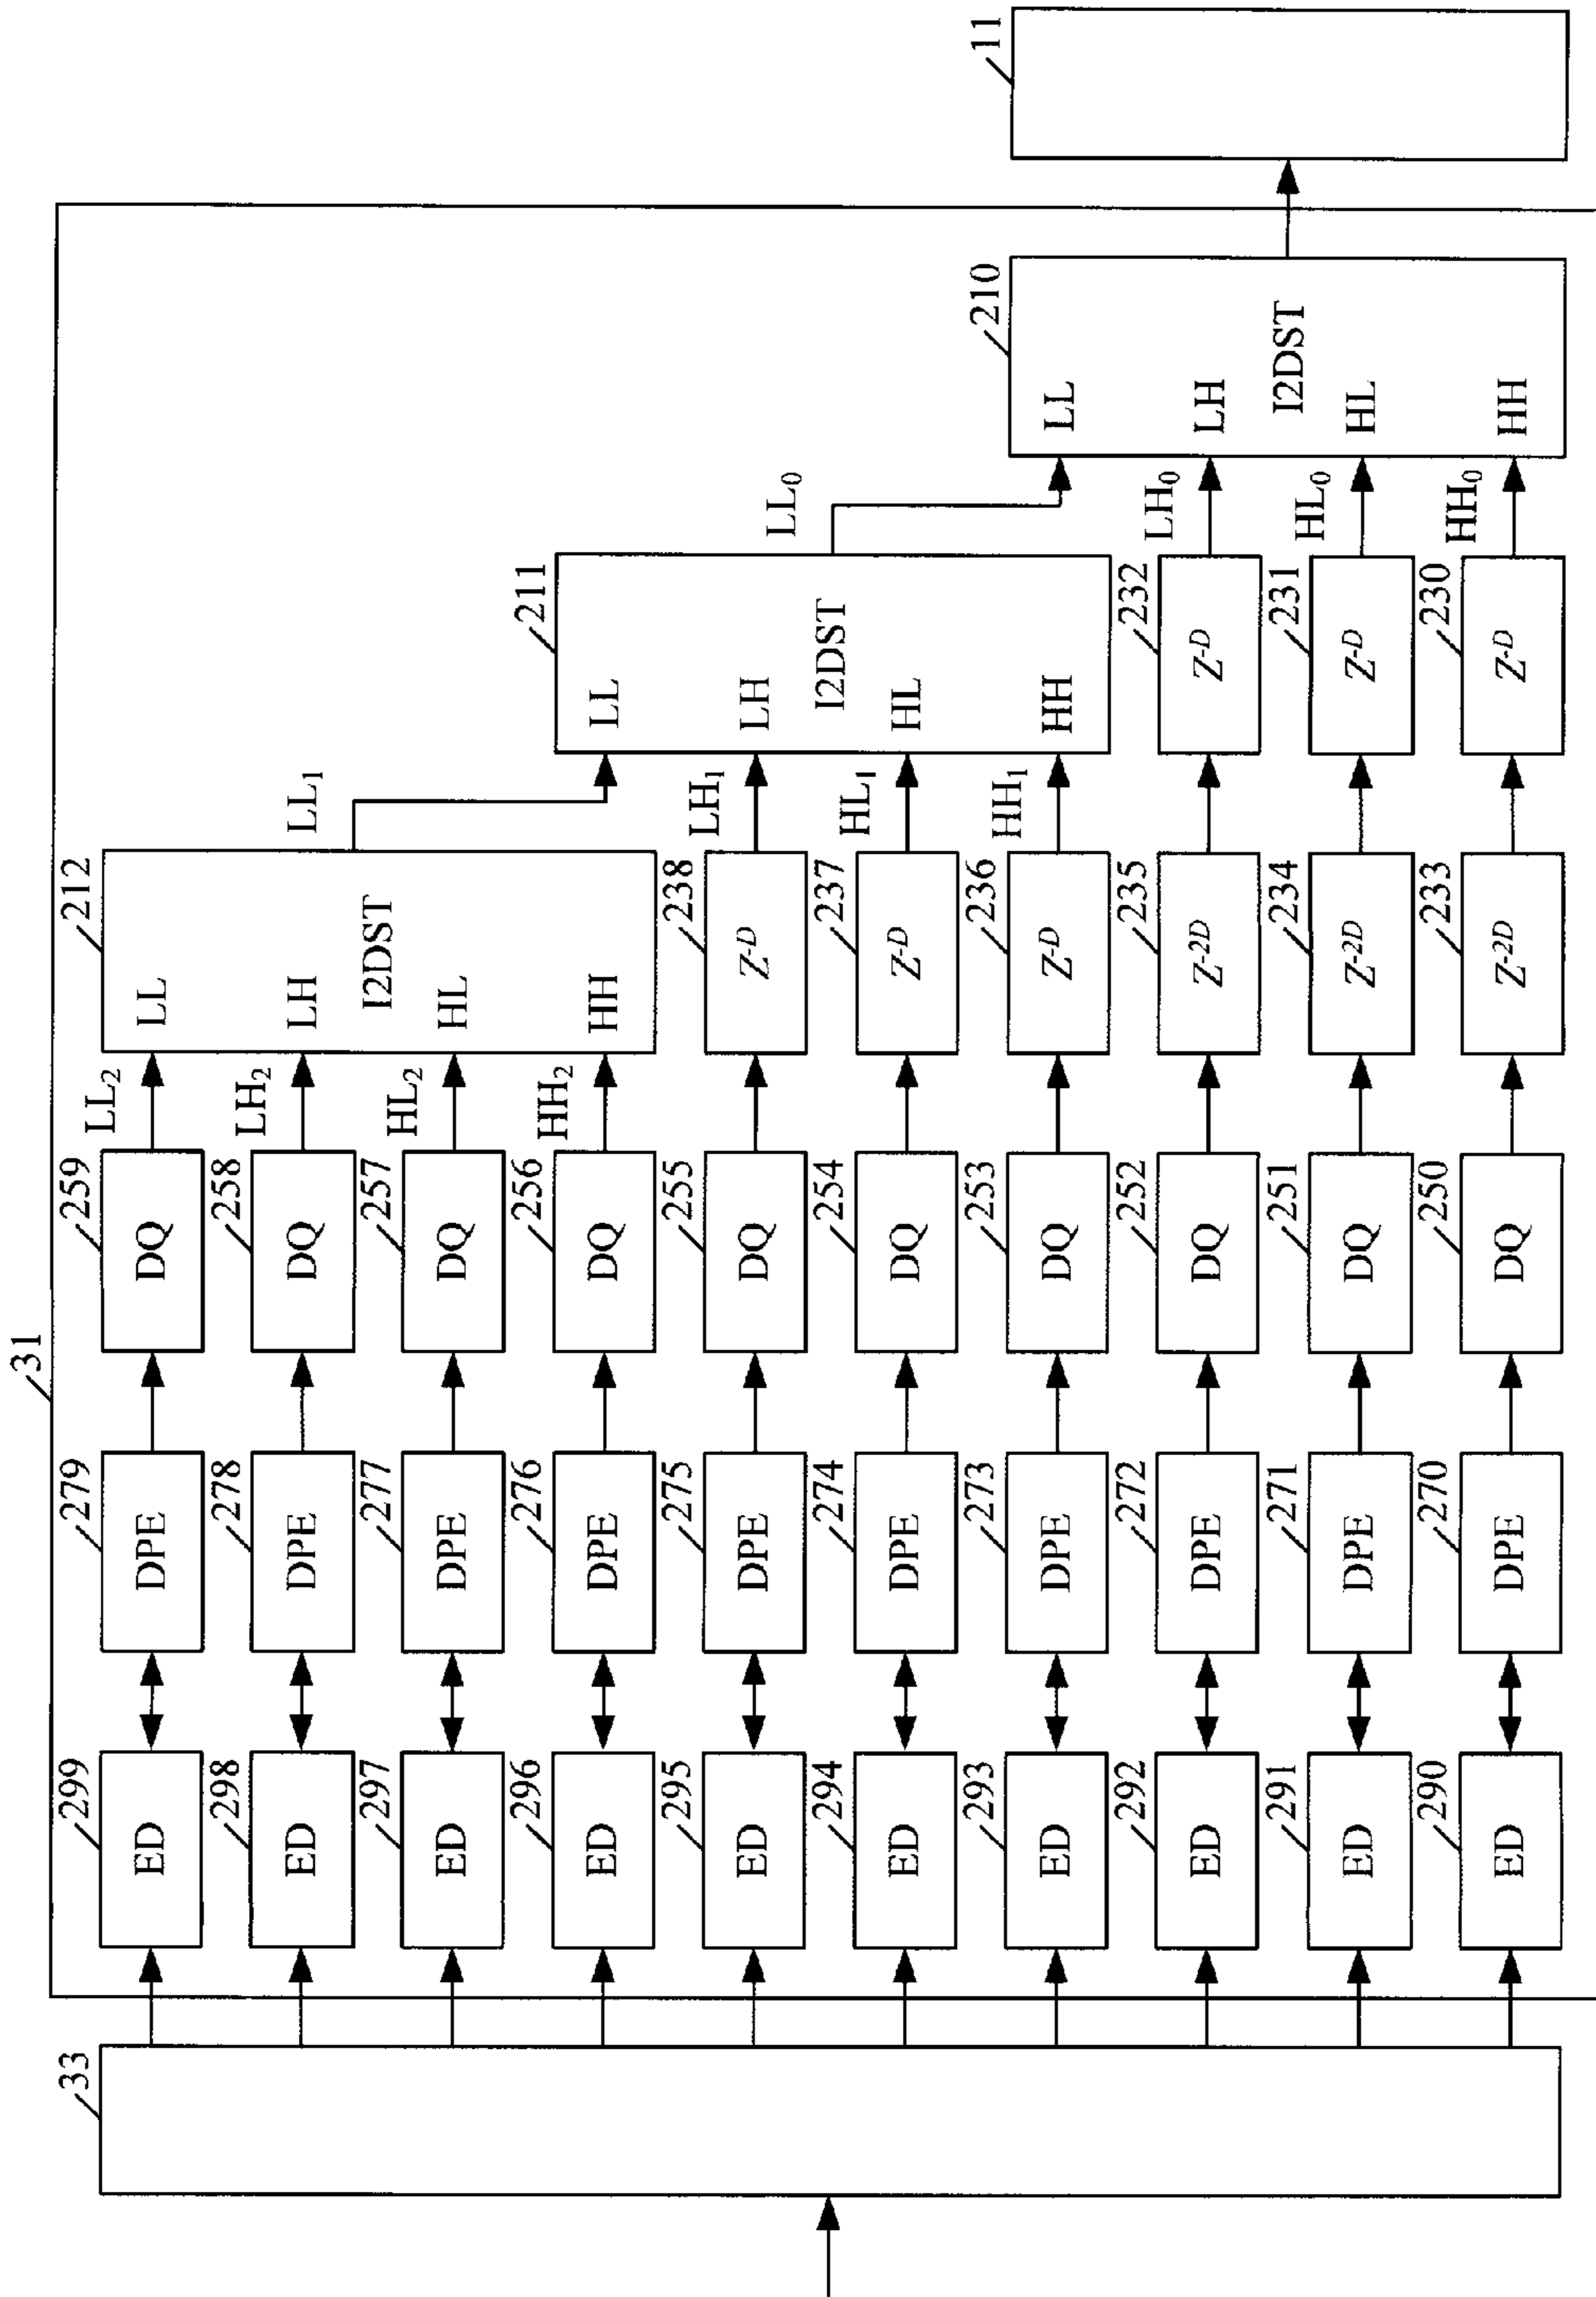 31
33
299
ED
279
DPE
259
DQ
LL₂
298
ED
278
DPE
258
DQ
LH₂
297
ED
277
DPE
257
DQ
HL₂
296
ED
276
DPE
256
DQ
HH₂
212
LL
LH
I2DST
HL
HH
LL₁
295
ED
275
DPE
255
DQ
238
Z⁻ᴰ
LH₁
294
ED
274
DPE
254
DQ
237
Z⁻ᴰ
HL₁
293
ED
273
DPE
253
DQ
236
Z⁻ᴰ
HH₁
211
LL
LH
I2DST
HL
HH
LL₀
292
ED
272
DPE
252
DQ
235
Z⁻²ᴰ
232
Z⁻ᴰ
LH₀
291
ED
271
DPE
251
DQ
234
Z⁻²ᴰ
231
Z⁻ᴰ
HL₀
290
ED
270
DPE
250
DQ
233
Z⁻²ᴰ
230
Z⁻ᴰ
HH₀
210
LL
LH
I2DST
HL
HH
11